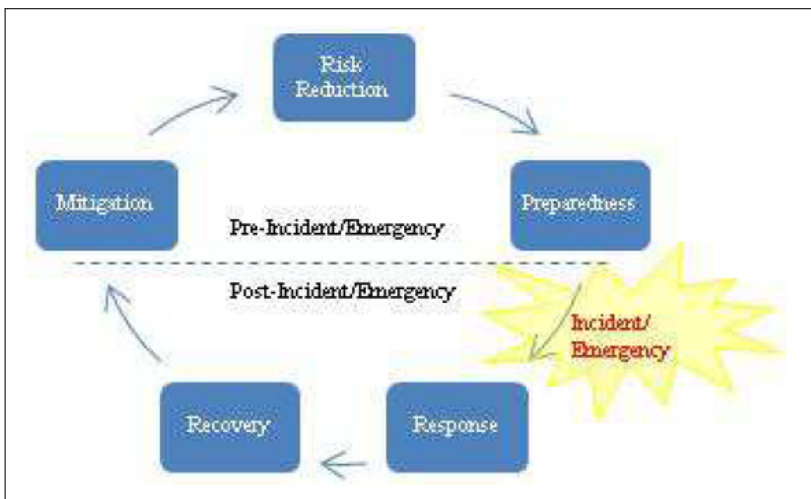 Risk
Reduction
Mitigation
Preparedness
Pre-Incident/Emergency
Post-Incident/Emergency
Incident/
Emergency
Recovery
Response